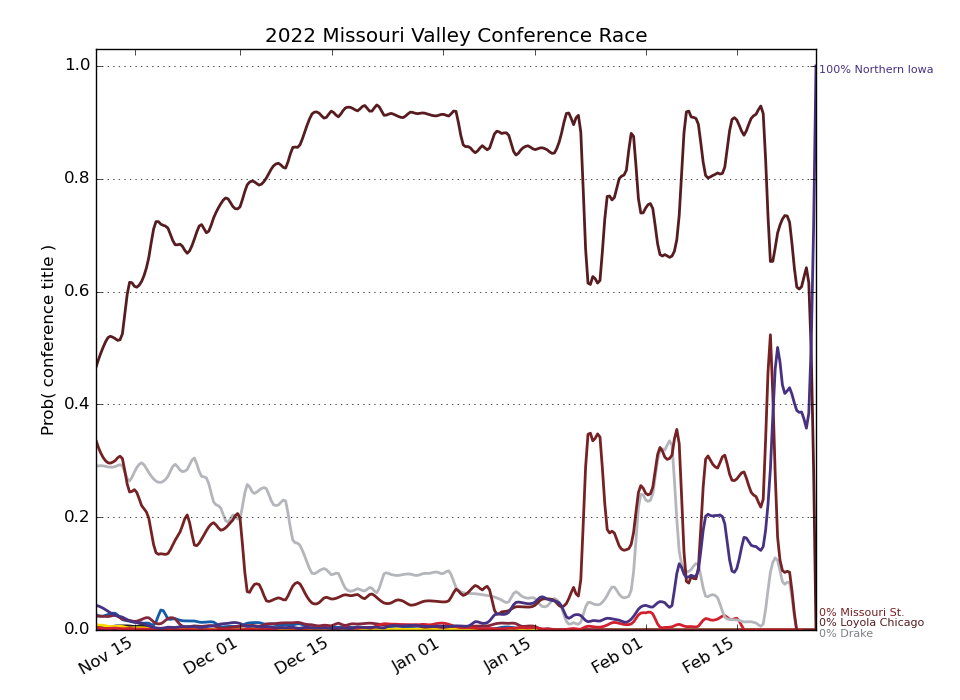 2022 Missouri Valley Conference Race
Prob( conference title )
1.0
0.8
0.6
0.4
0.2
0.0
Nov 15
Dec 01
Dec 15
Jan 01
Jan 15
Feb 01
Feb 15
100% Northern Iowa
0% Missouri St.
0% Loyola Chicago
0% Drake